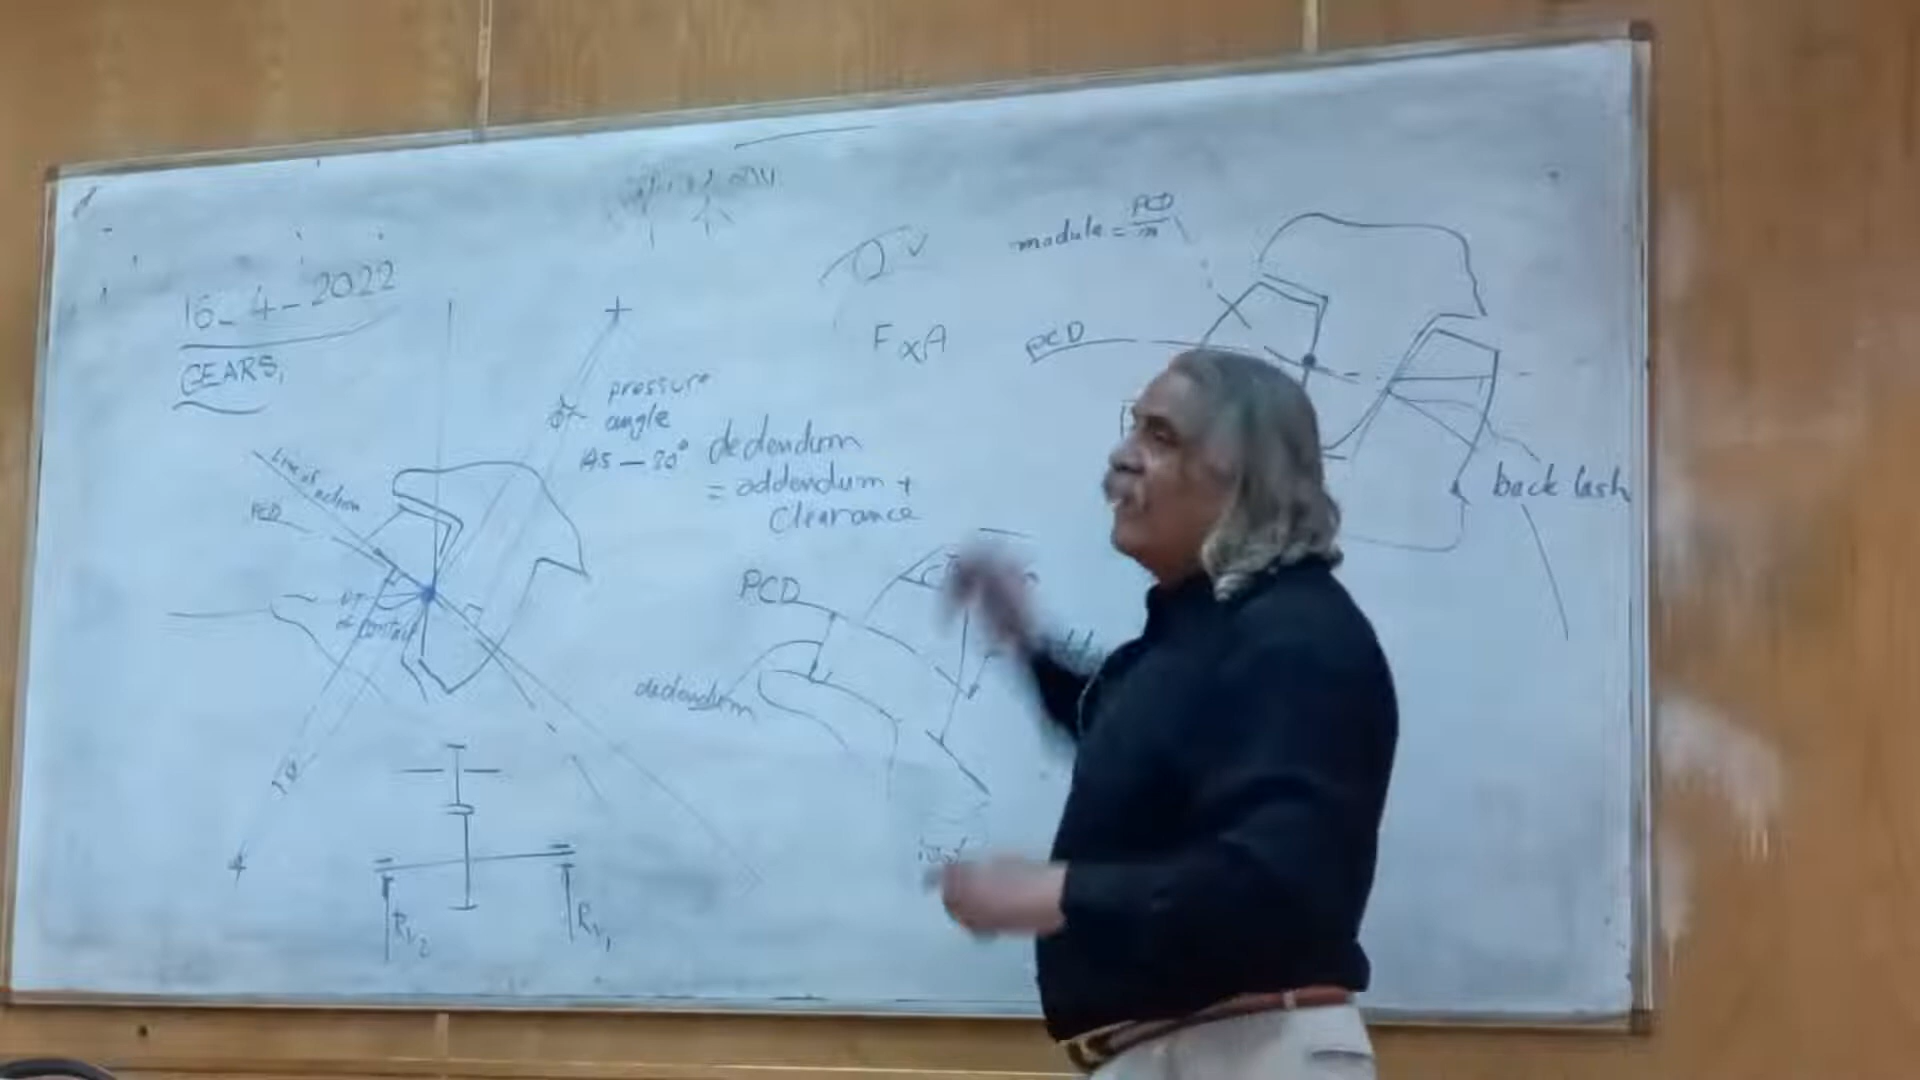 16-4-2022
GEARS,
Line of action
PCD
pressure
angle
dedendum
= addendum +
Clearance
F x A
module = PCD/n
PCD
back lash
PCD
dedendum
Rv2
Rv1